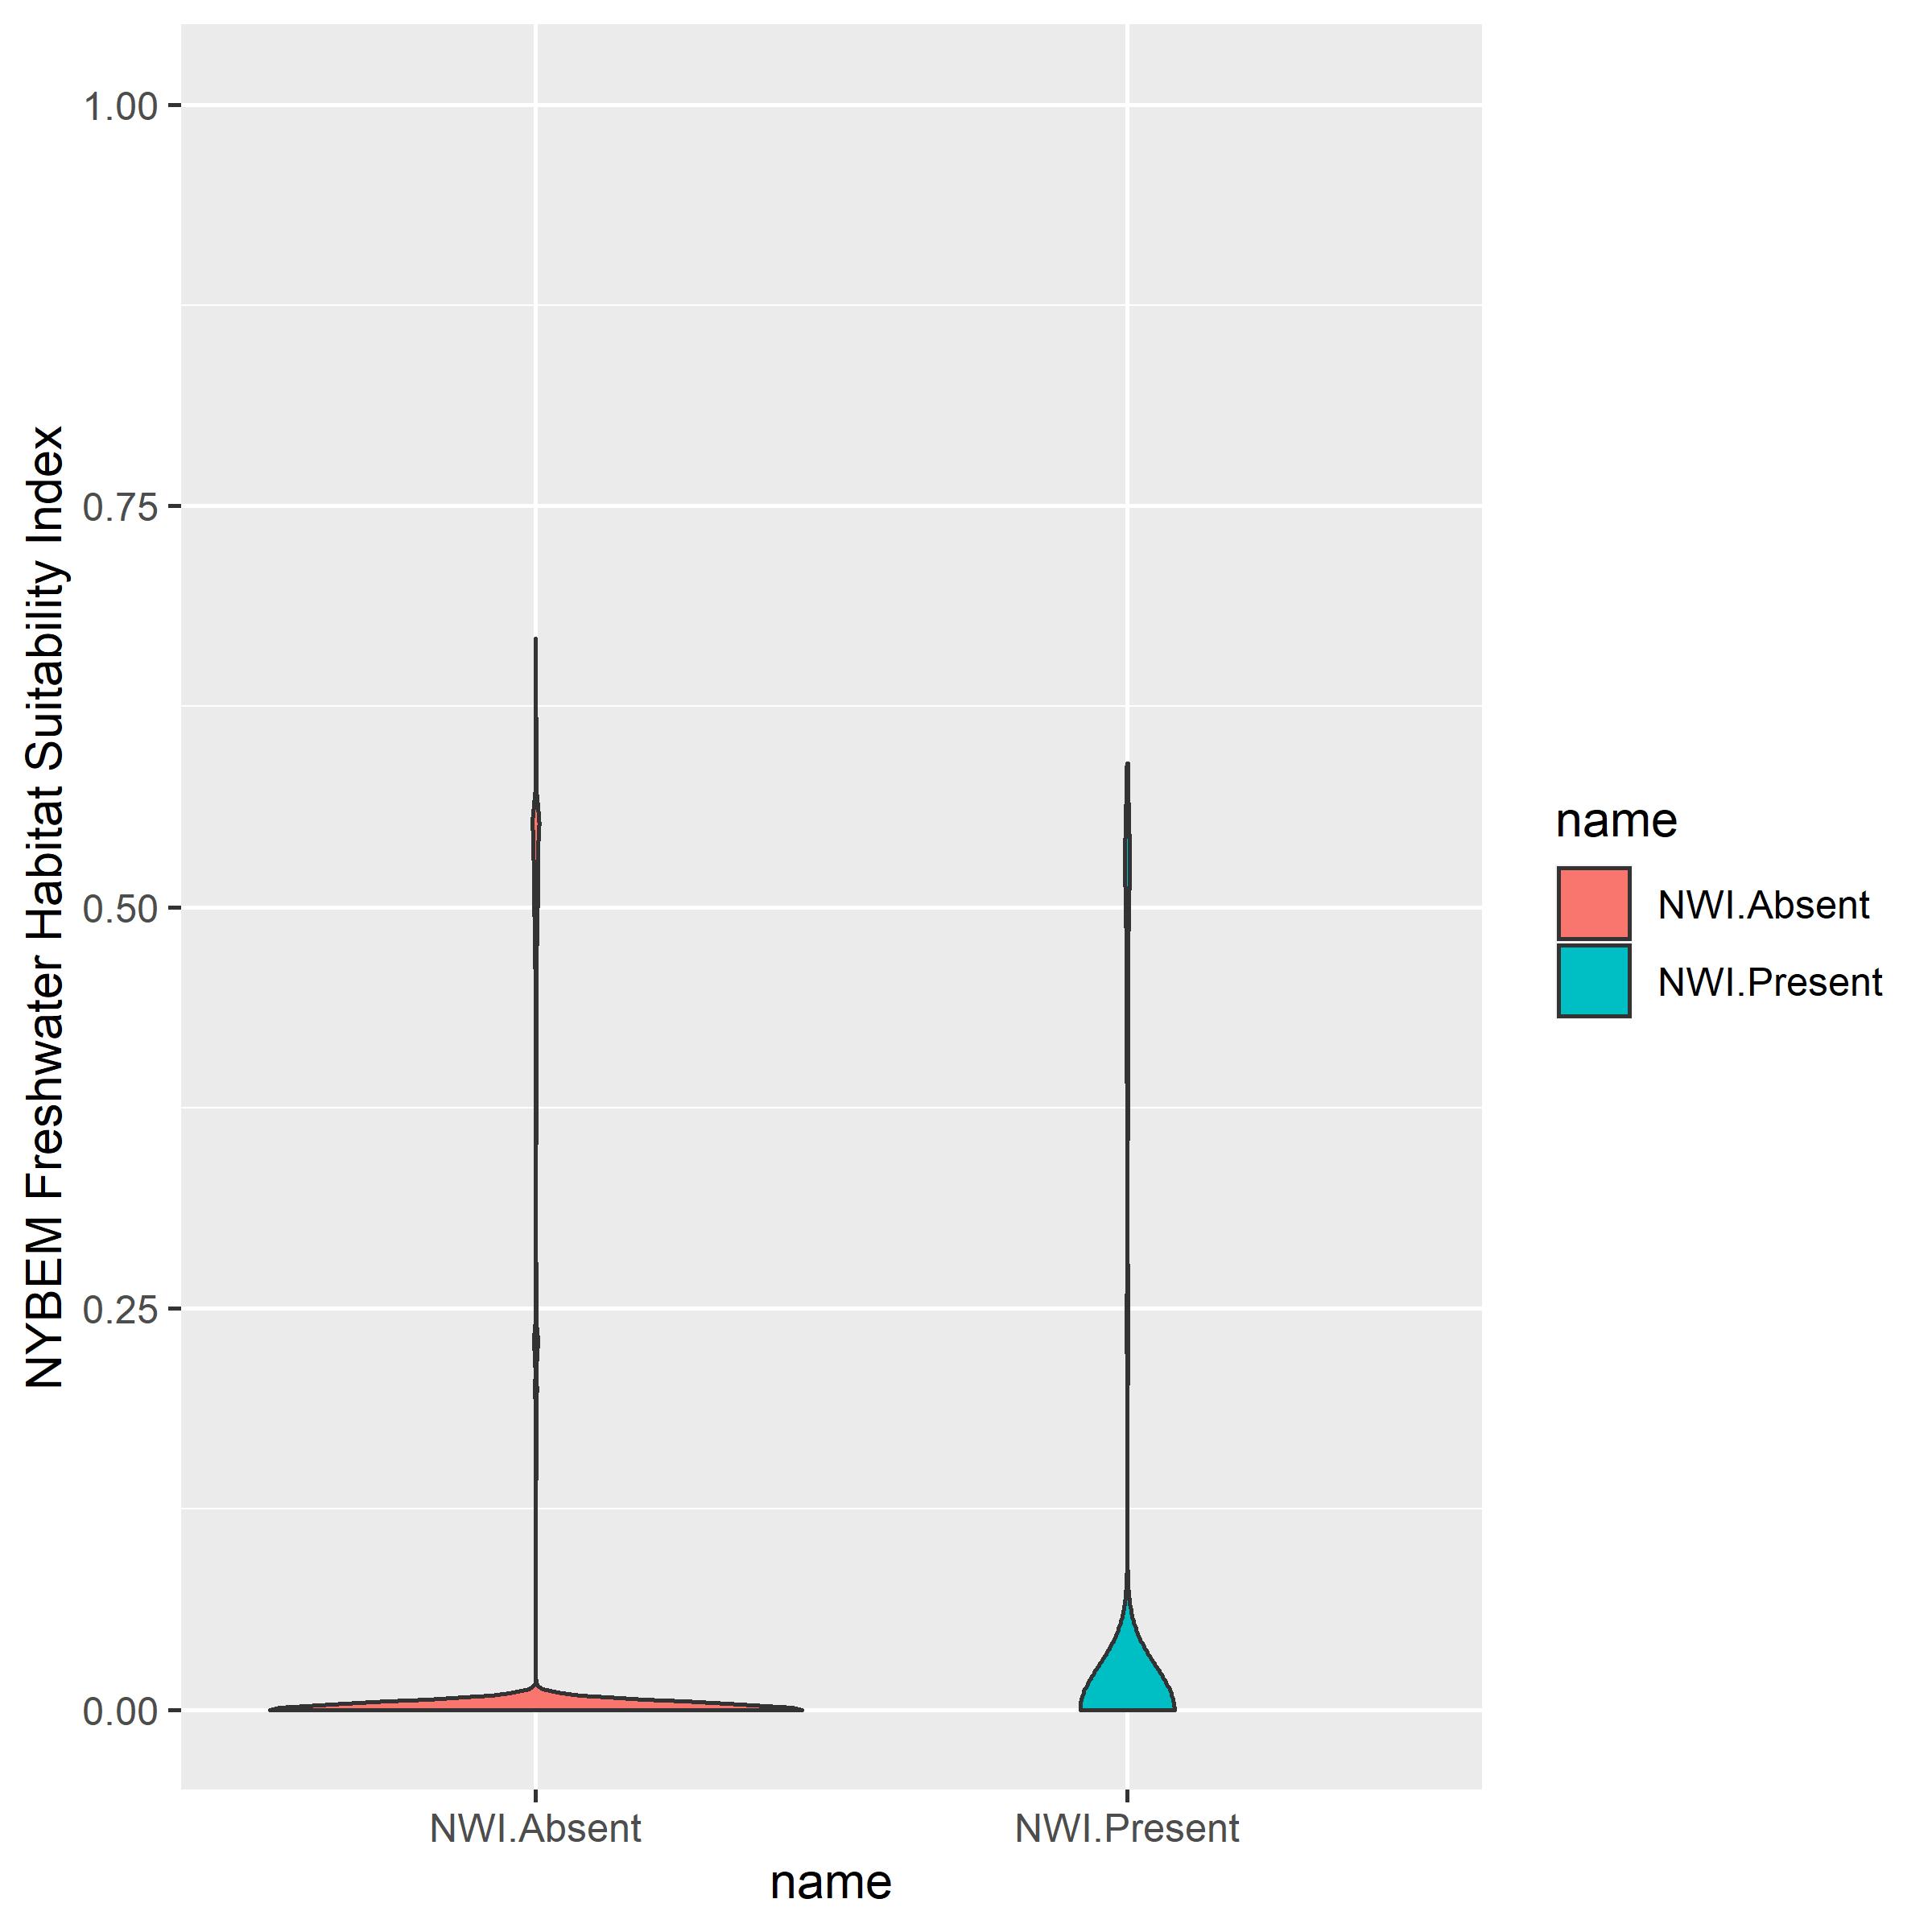 NYBEM Freshwater Habitat Suitability Index
1.00
0.75
0.50
0.25
0.00
NWI.Absent
NWI.Present
name
name
NWI.Absent
NWI.Present